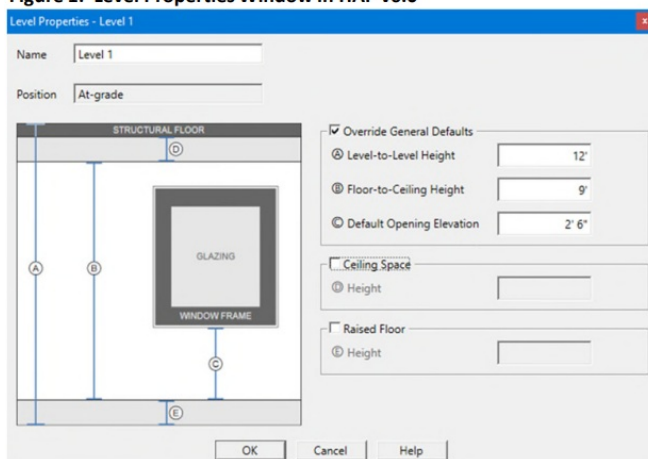 Figure 2: Level Properties Window in HAP v6.0
Level Properties - Level 1
x
Name Level 1
Position At-grade
STRUCTURAL FLOOR
D
A
B
GLAZING
WINDOW FRAME
C
E
Override General Defaults
A Level-to-Level Height 12'
B Floor-to-Ceiling Height 9'
C Default Opening Elevation 2' 6"
Ceiling Space
D Height
Raised Floor
E Height
OK Cancel Help